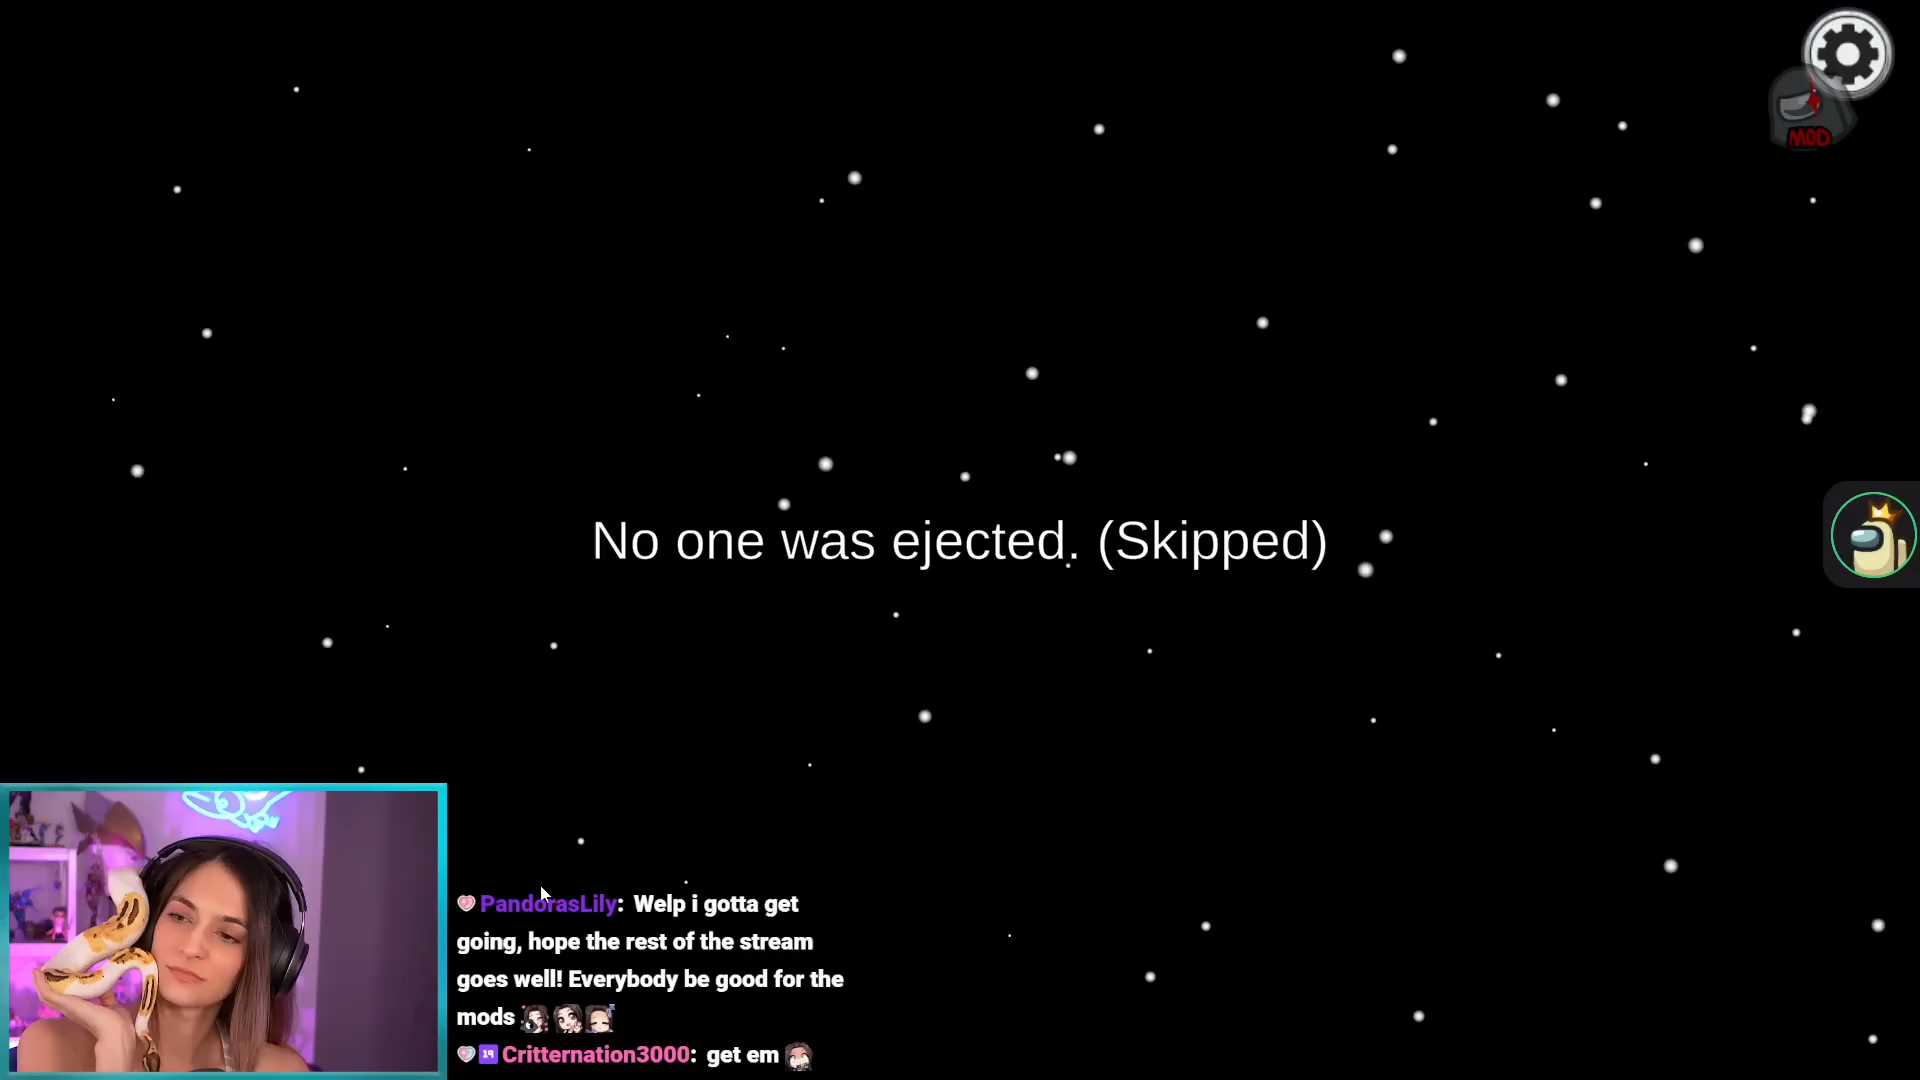 MOD
No one was ejected. (Skipped)
PandorasLily: Welp i gotta get
going, hope the rest of the stream
goes well! Everybody be good for the
mods
19 Critternation3000: get em